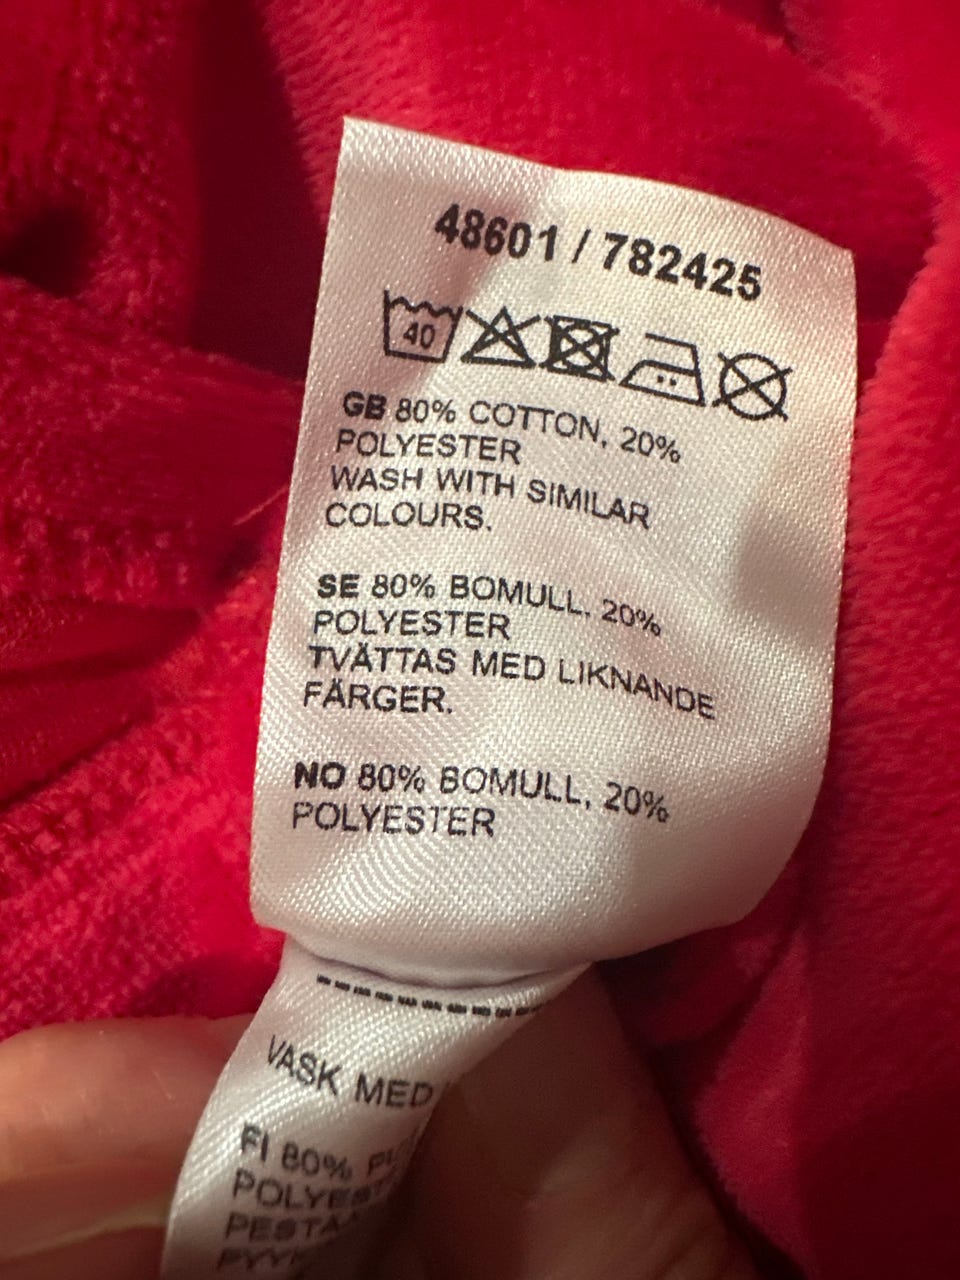 48601 / 782425
40
GB 80% COTTON, 20%
POLYESTER
WASH WITH SIMILAR
COLOURS.
SE 80% BOMULL, 20%
POLYESTER
TVÄTTAS MED LIKNANDE
FÄRGER.
NO 80% BOMULL, 20%
POLYESTER
VASK MED
FI 80%